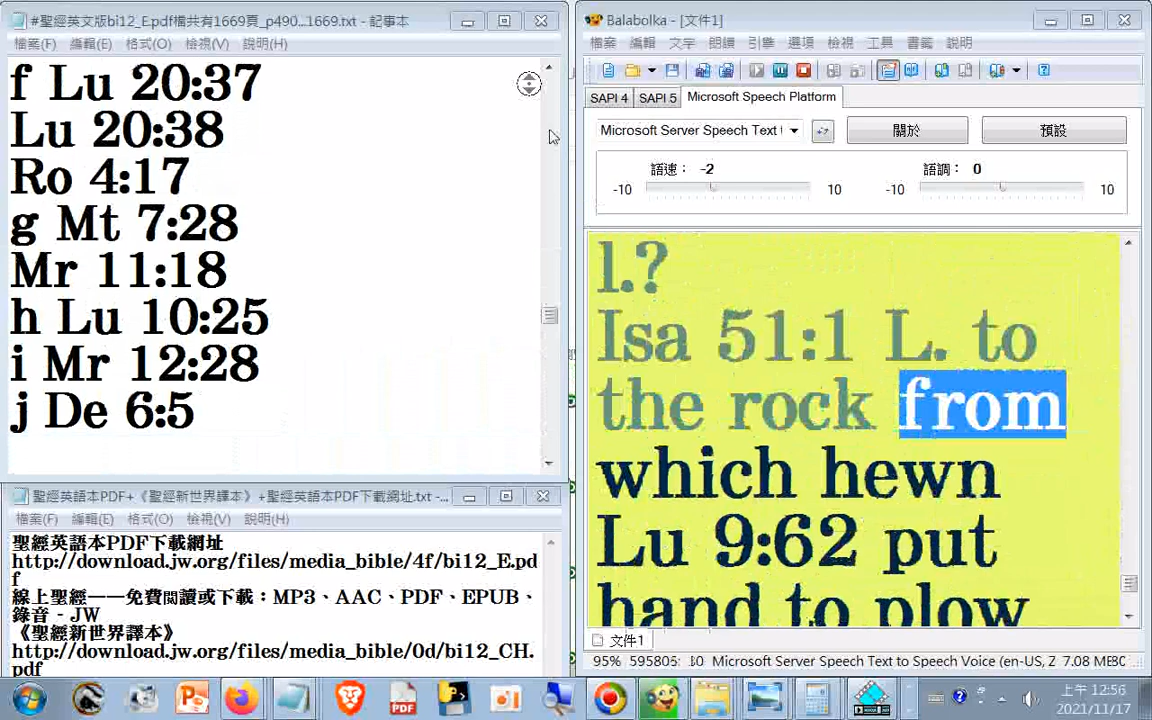 #聖經英文版bi12_E.pdf檔共有1669頁_p490...1669.txt - 記事本
檔案(F) 編輯(E) 格式(O) 檢視(V) 說明(H)
f Lu 20:37
Lu 20:38
Ro 4:17
g Mt 7:28
Mr 11:18
h Lu 10:25
i Mr 12:28
j De 6:5
聖經英語本PDF+《聖經新世界譯本》+聖經英語本PDF下載網址.txt -...
檔案(F) 編輯(E) 格式(O) 檢視(V) 說明(H)
聖經英語本PDF下載網址
http://download.jw.org/files/media_bible/4f/bi12_E.pd
f
線上聖經——免費閱讀或下載：MP3、AAC、PDF、EPUB、
錄音 - JW
《聖經新世界譯本》
http://download.jw.org/files/media_bible/0d/bi12_CH.
pdf
Balabolka - [文件1]
檔案 編輯 文字 朗讀 引擎 選項 檢視 工具 書籤 說明
SAPI 4 SAPI 5 Microsoft Speech Platform
Microsoft Server Speech Text 關於 預設
語速： -2 語調： 0
-10 10 -10 10
l.?
Isa 51:1 L. to
the rock from
which hewn
Lu 9:62 put
hand to plow
文件1
95% Microsoft Server Speech Text to Speech Voice (en-US, Z 7.08 MB
PDF
上午 12:56
2021/11/17